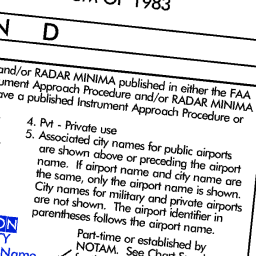 OF 1983
N D
and/or RADAR MINIMA published in either the FAA
ument Approach Procedure and/or RADAR MINIMA
ave a published Instrument Approach Procedure or
4. Pvt - Private use
5. Associated city names for public airports
are shown above or preceding the airport
name. If airport name and city name are
the same, only the airport name is shown.
City names for military and private airports
are not shown. The airport identifier in
parentheses follows the airport name.
ON
TY
Name
Part-time or established by
NOTAM. See Chart